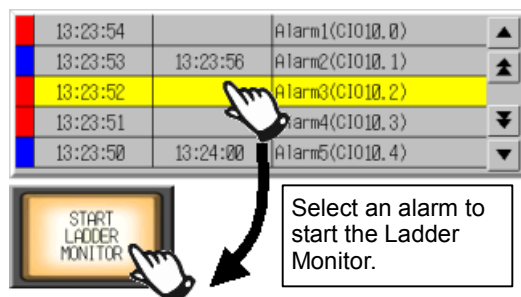 13:23:54 Alarm1(CIO10.0)
13:23:53 13:23:56 Alarm2(CIO10.1)
13:23:52 Alarm3(CIO10.2)
13:23:51 Alarm4(CIO10.3)
13:23:50 13:24:00 Alarm5(CIO10.4)
START
LADDER
MONITOR
Select an alarm to
start the Ladder
Monitor.